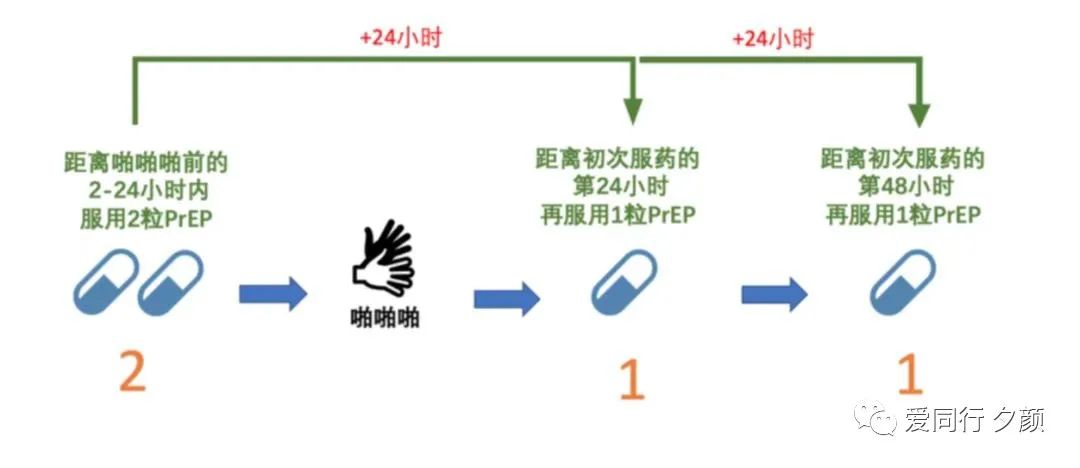 +24小时
+24小时
距离啪啪啪前的
2-24小时内
服用2粒PrEP
距离初次服药的
第24小时
再服用1粒PrEP
距离初次服药的
第48小时
再服用1粒PrEP
啪啪啪
2
1
1
爱同行 夕颜